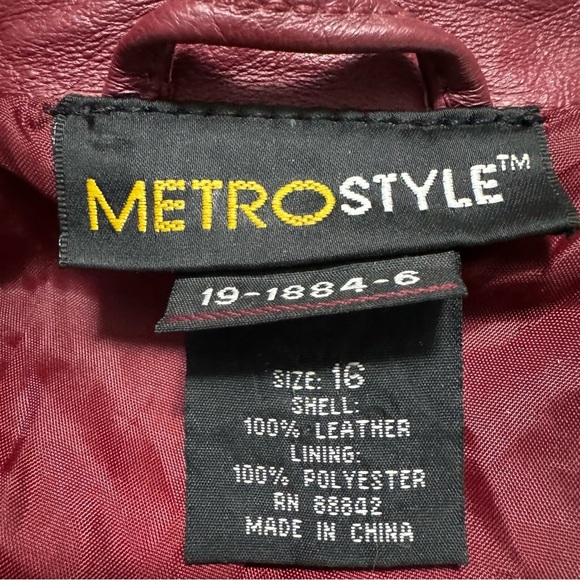 METROSTYLE™
19-1884-6
SIZE: 16
SHELL:
100% LEATHER
LINING:
100% POLYESTER
RN 88842
MADE IN CHINA